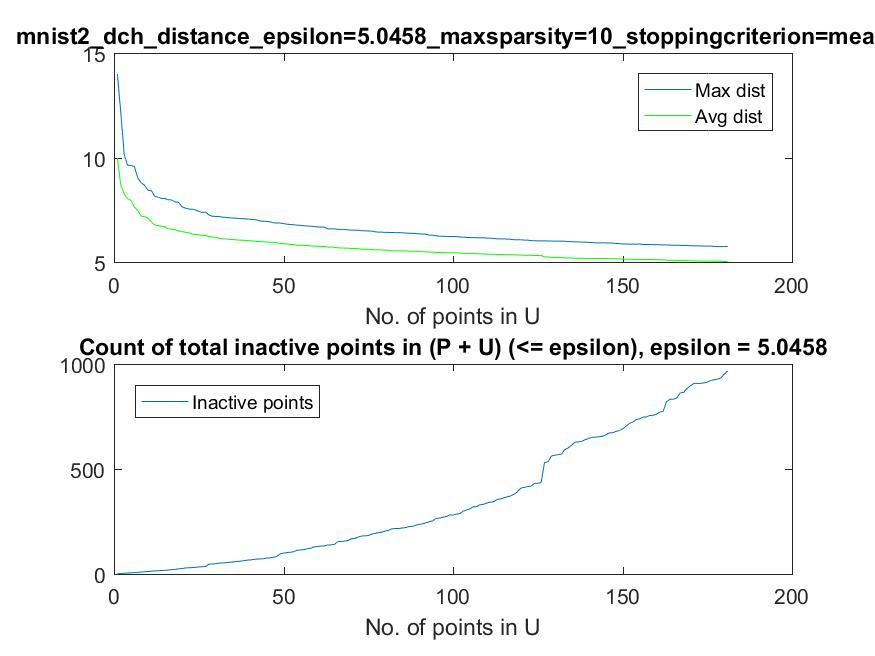 mnist2_dch_distance_epsilon=5.0458_maxsparsity=10_stoppingcriterion=mea
15
10
5
Max dist
Avg dist
0 50 100 150 200
No. of points in U
Count of total inactive points in (P + U) (<= epsilon), epsilon = 5.0458
1000
500
0
Inactive points
0 50 100 150 200
No. of points in U